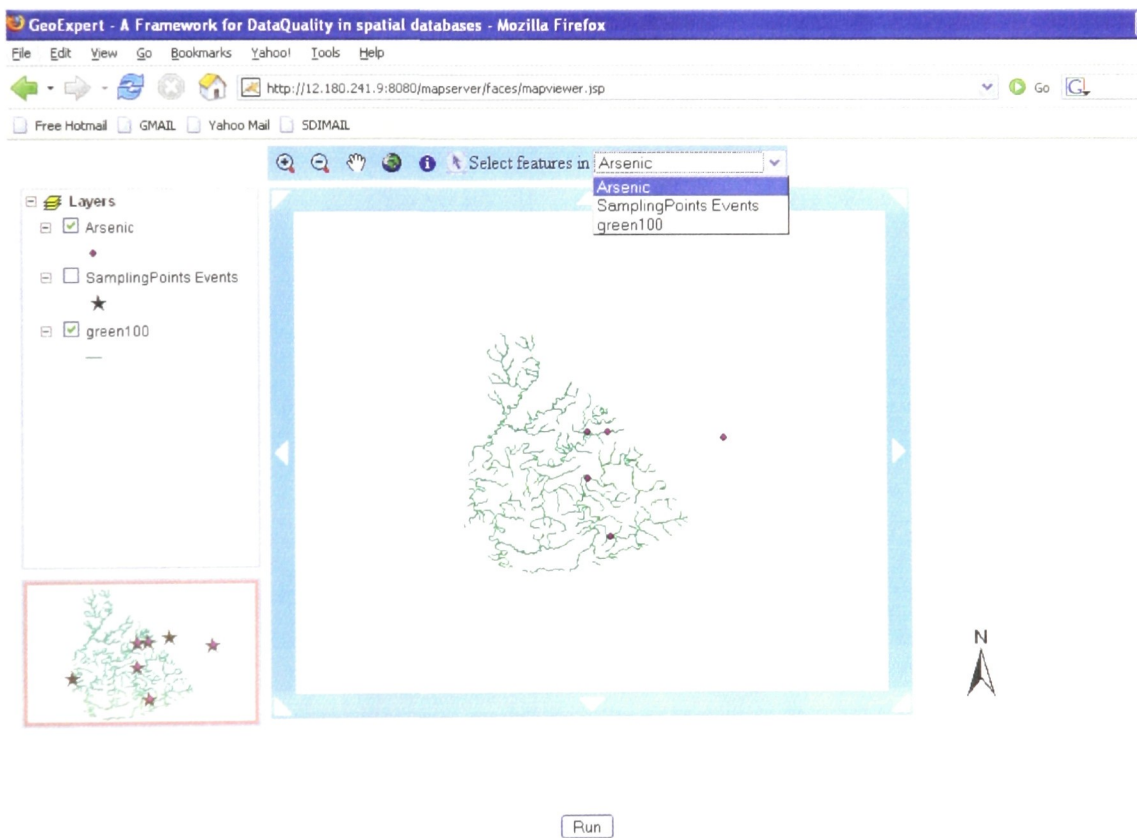 GeoExpert - A Framework for DataQuality in spatial databases - Mozilla Firefox
File Edit View Go Bookmarks Yahoo! Tools Help
http://12.180.241.9:8080/mapserver/faces/mapviewer.jsp Go G
Free Hotmail GMAIL Yahoo Mail SDIMAIL
Select features in Arsenic
Arsenic
SamplingPoints Events
green100
Layers
Arsenic
SamplingPoints Events
green100
N
Run